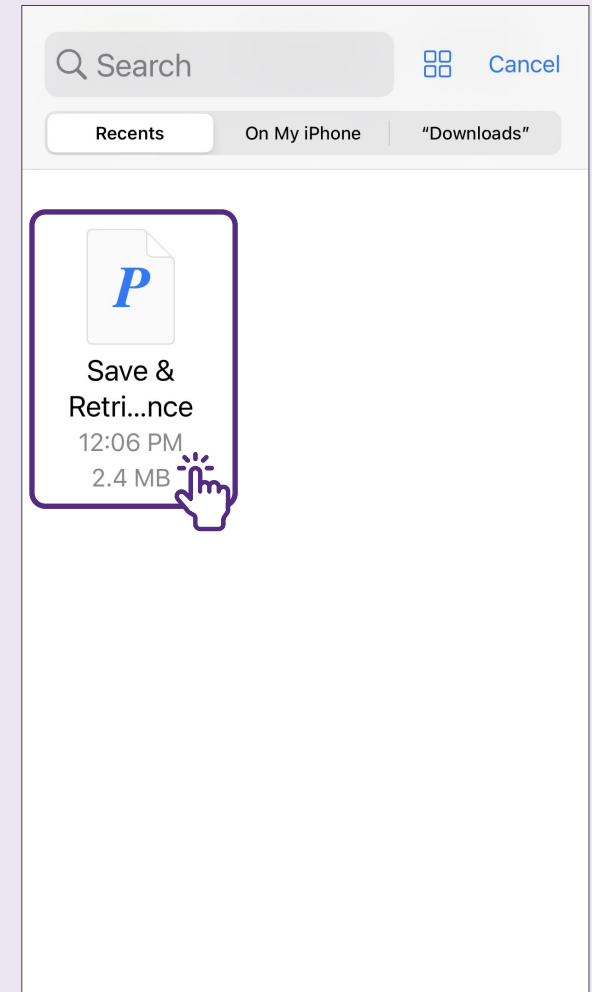 Search
Cancel
Recents
On My iPhone
“Downloads”
P
Save &
Retri...nce
12:06 PM
2.4 MB